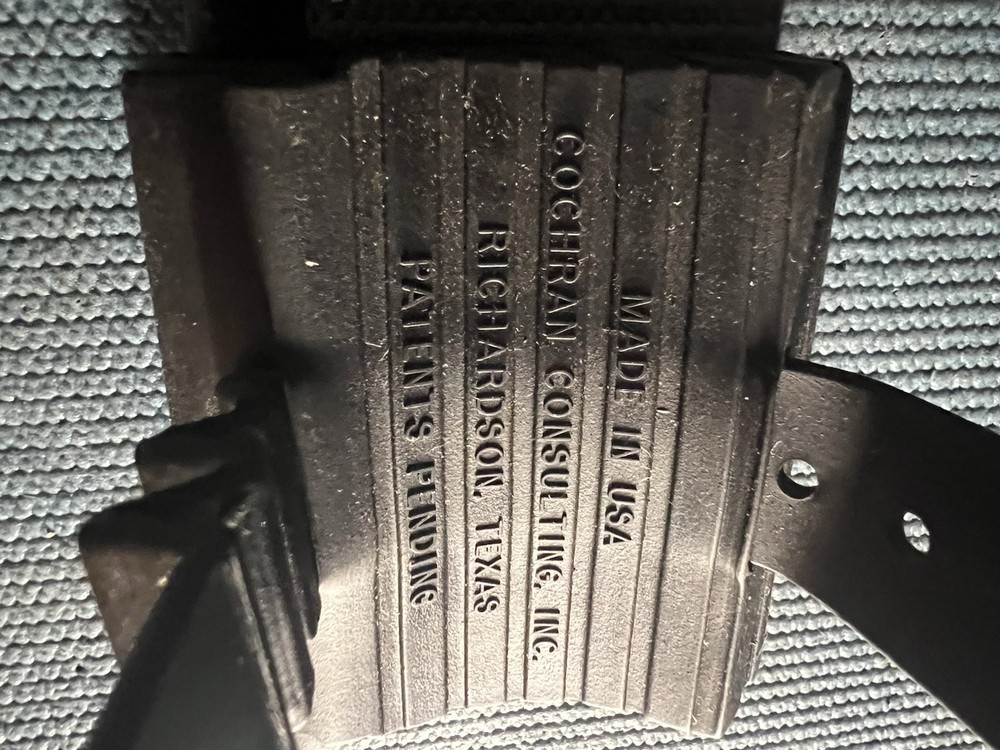 MADE IN USA
COCHRAN CONSULTING, INC.
RICHARDSON, TEXAS
PATENTS PENDING